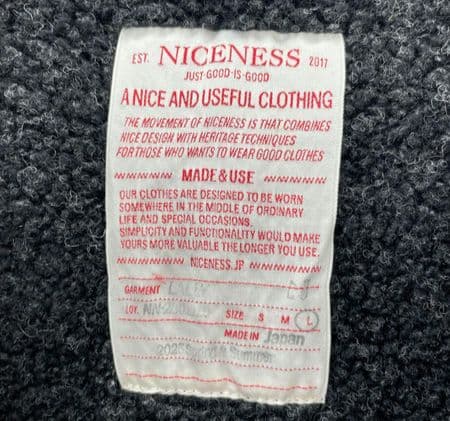 EST. NICENESS 2017
JUST·GOOD·IS·GOOD
A NICE AND USEFUL CLOTHING
THE MOVEMENT OF NICENESS IS THAT COMBINES
NICE DESIGN WITH HERITAGE TECHNIQUES
FOR THOSE WHO WANTS TO WEAR GOOD CLOTHES
MADE & USE
OUR CLOTHES ARE DESIGNED TO BE WORN
SOMEWHERE IN THE MIDDLE OF ORDINARY
LIFE AND SPECIAL OCCASIONS.
SIMPLICITY AND FUNCTIONALITY WOULD MAKE
YOURS MORE VALUABLE THE LONGER YOU USE.
NICENESS.JP
GARMENT
LOT. SIZE S M L
MADE IN Japan
Spring & Summer